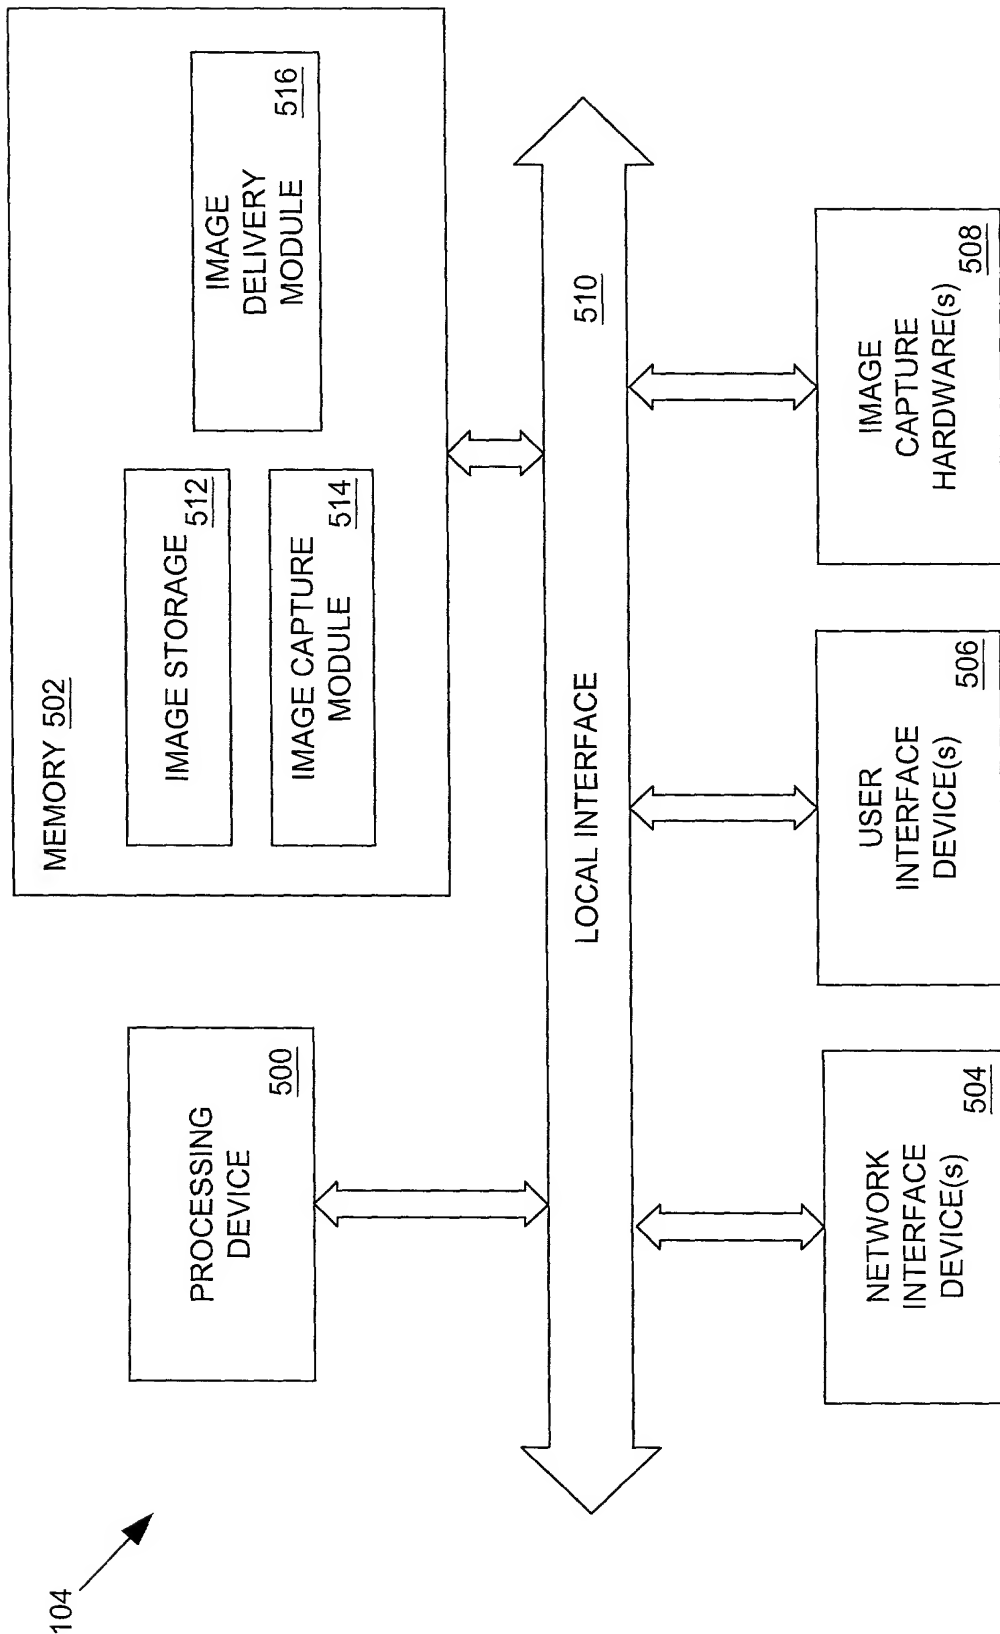 104
PROCESSING
DEVICE
500
MEMORY 502
IMAGE STORAGE
512
IMAGE CAPTURE
MODULE
514
IMAGE
DELIVERY
MODULE
516
LOCAL INTERFACE
510
NETWORK
INTERFACE
DEVICE(s)
504
USER
INTERFACE
DEVICE(s)
506
IMAGE
CAPTURE
HARDWARE(s)
508